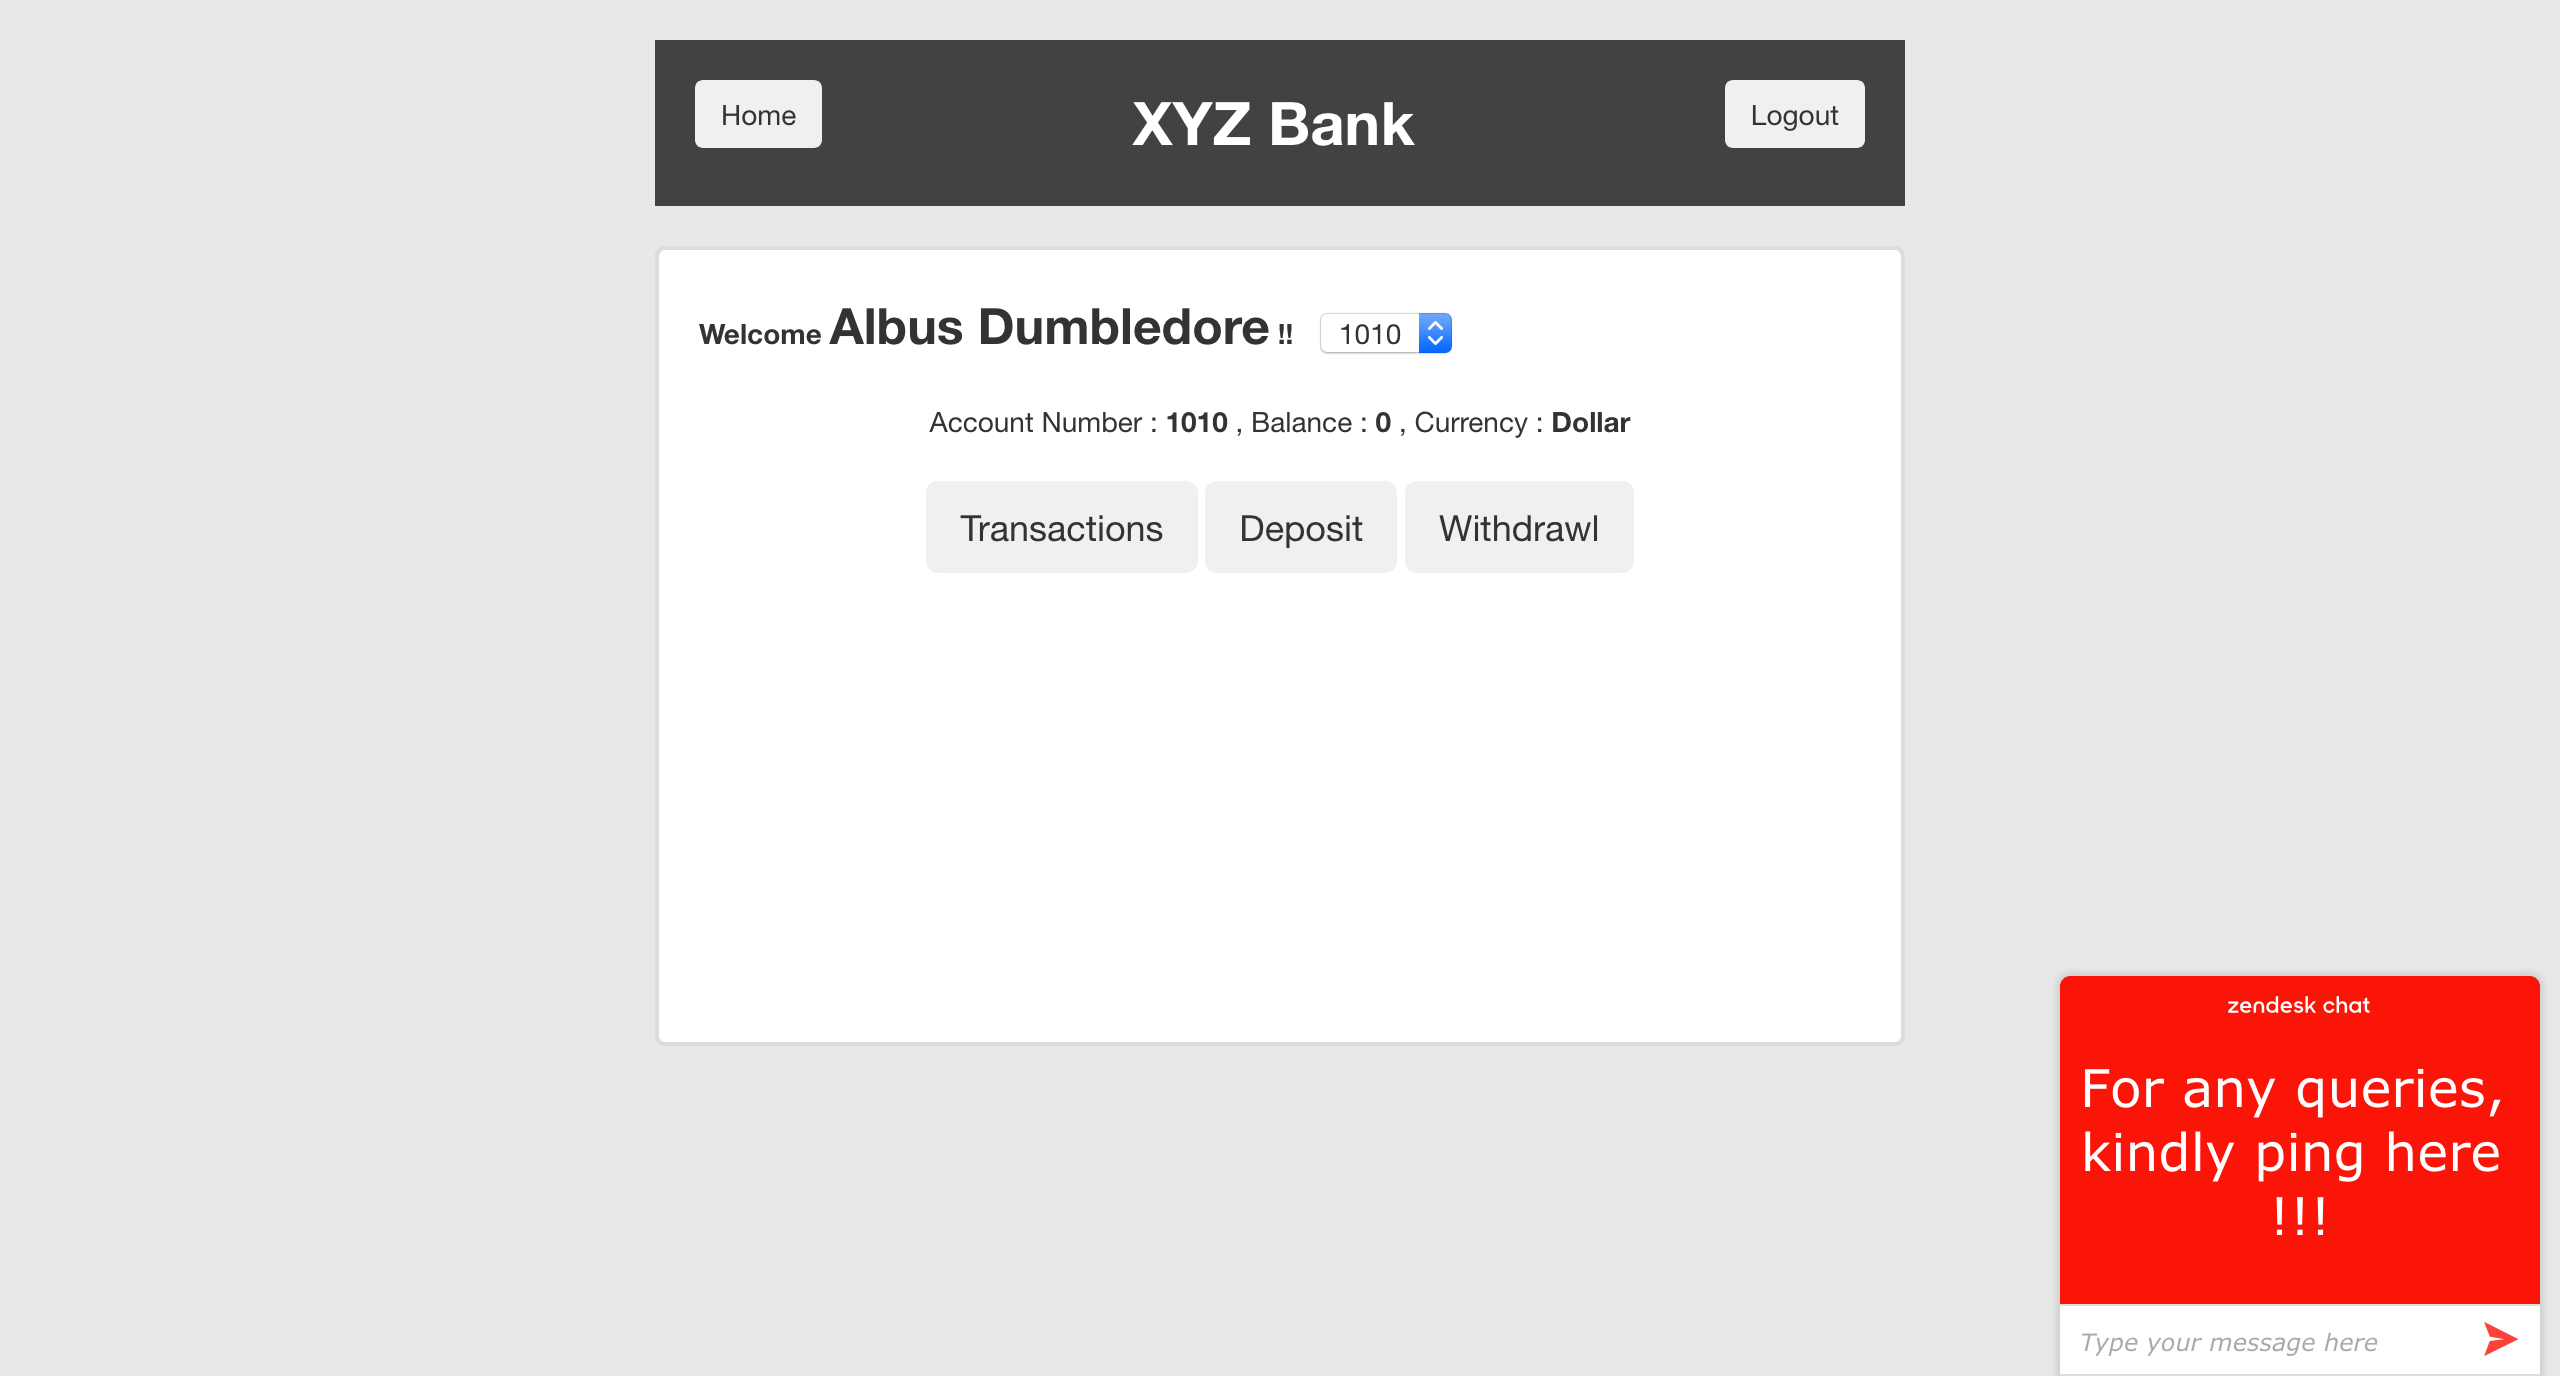 Home
XYZ Bank
Logout
Welcome Albus Dumbledore !!
1010
Account Number : 1010 , Balance : 0 , Currency : Dollar
Transactions
Deposit
Withdrawl
zendesk chat
For any queries,
kindly ping here
!!!
Type your message here